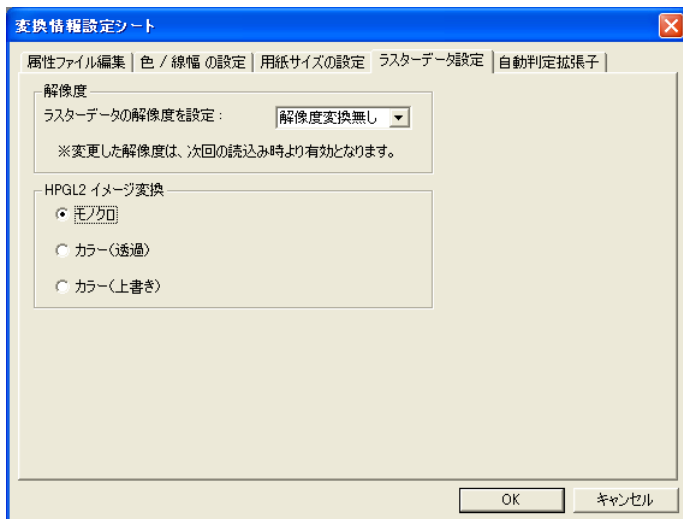 変換情報設定シート
属性ファイル編集 色 / 線幅 の設定 用紙サイズの設定 ラスターデータ設定 自動判定拡張子
解像度
ラスターデータの解像度を設定： 解像度変換無し
※変更した解像度は、次回の読込み時より有効となります。
HPGL2 イメージ変換
モノクロ
カラー(透過)
カラー(上書き)
OK キャンセル